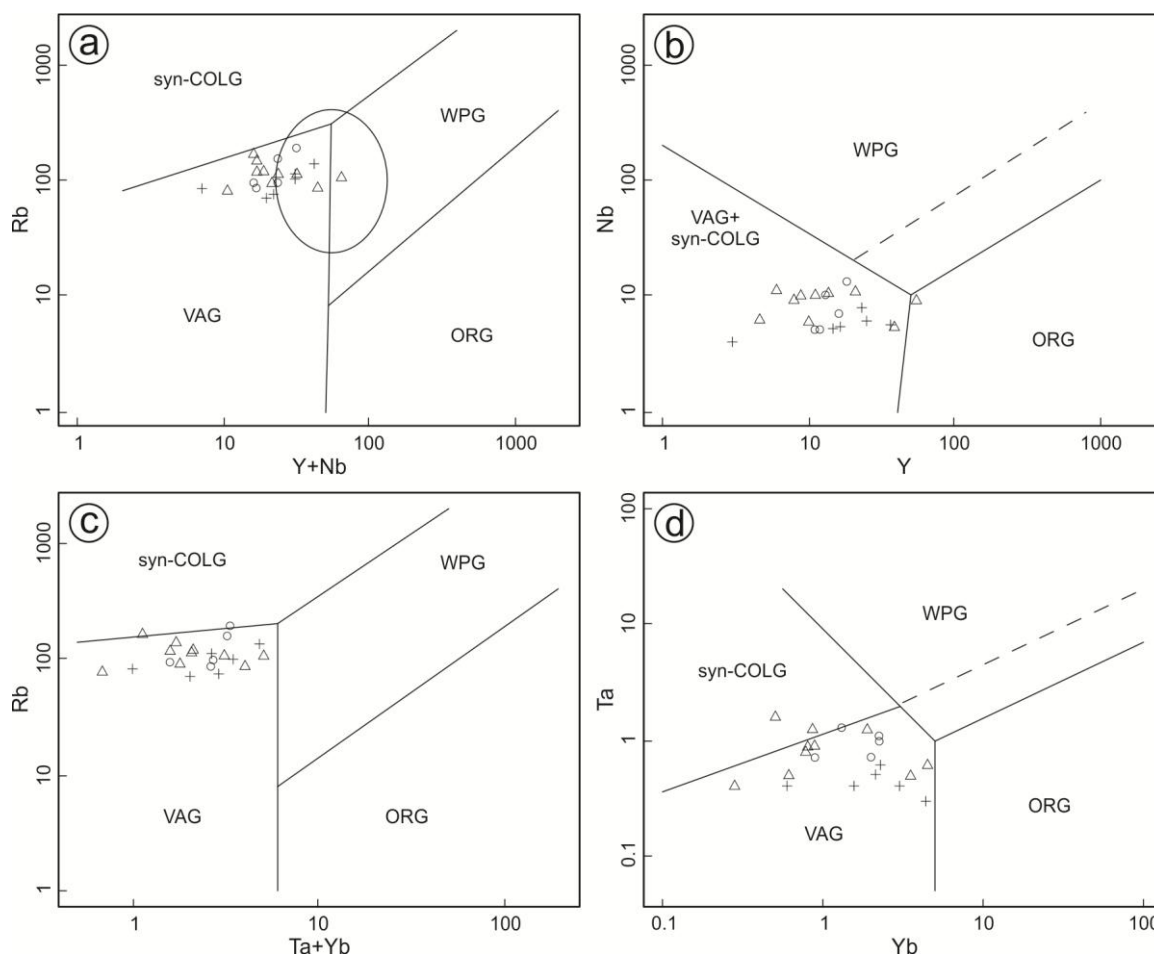 a
syn-COLG
WPG
VAG
ORG
Rb
1000
100
10
1
1
10
100
1000
Y+Nb
b
WPG
VAG+
syn-COLG
ORG
Nb
1000
100
10
1
1
10
100
1000
Y
c
syn-COLG
WPG
VAG
ORG
Rb
1000
100
10
1
1
10
100
Ta+Yb
d
WPG
syn-COLG
VAG
ORG
Ta
100
10
1
0.1
0.1
1
10
100
Yb